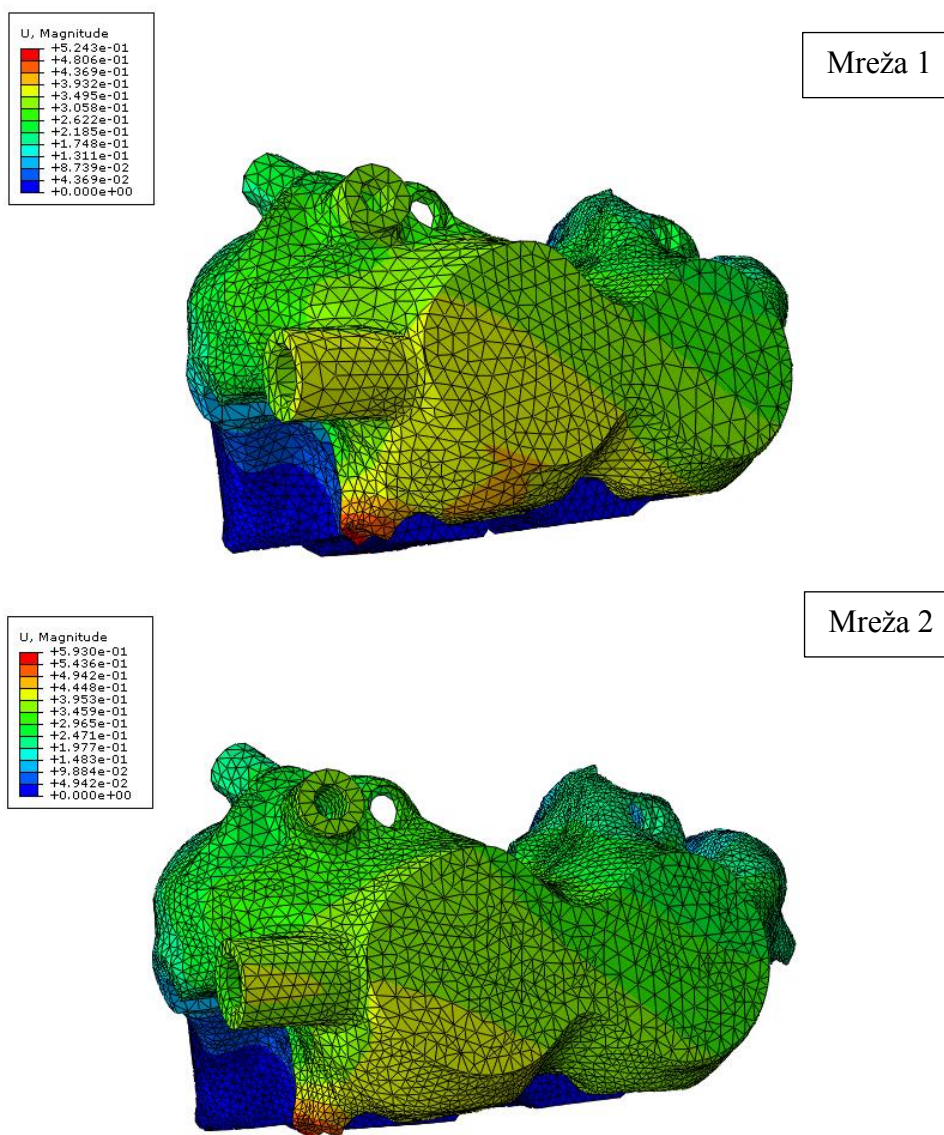 U, Magnitude
+5.243e-01
+4.806e-01
+4.369e-01
+3.932e-01
+3.495e-01
+3.058e-01
+2.622e-01
+2.185e-01
+1.748e-01
+1.311e-01
+8.739e-02
+4.369e-02
+0.000e+00
Mreža 1
U, Magnitude
+5.930e-01
+5.436e-01
+4.942e-01
+4.448e-01
+3.953e-01
+3.459e-01
+2.965e-01
+2.471e-01
+1.977e-01
+1.483e-01
+9.884e-02
+4.942e-02
+0.000e+00
Mreža 2